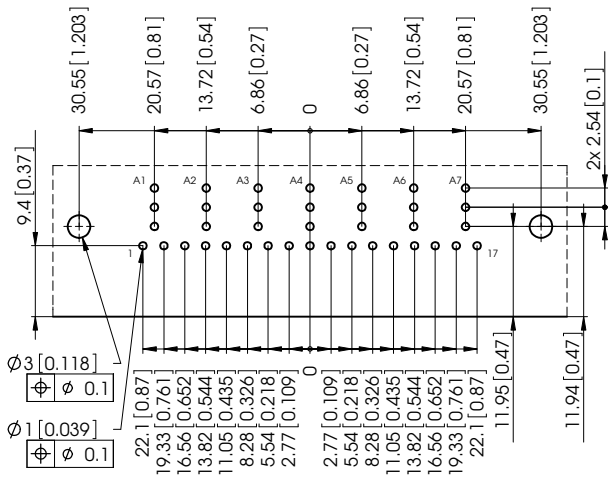 30.55 [1.203]
20.57 [0.81]
13.72 [0.54]
6.86 [0.27]
0
6.86 [0.27]
13.72 [0.54]
20.57 [0.81]
30.55 [1.203]
2x 2.54 [0.1]
9.4 [0.37]
A1
A2
A3
A4
A5
A6
A7
1
17
Ø3 [0.118]
⌖ Ø 0.1
Ø1 [0.039]
⌖ Ø 0.1
22.1 [0.87]
19.33 [0.761]
16.56 [0.652]
13.82 [0.544]
11.05 [0.435]
8.28 [0.326]
5.54 [0.218]
2.77 [0.109]
0
2.77 [0.109]
5.54 [0.218]
8.28 [0.326]
11.05 [0.435]
13.82 [0.544]
16.56 [0.652]
19.33 [0.761]
22.1 [0.87]
11.95 [0.47]
11.94 [0.47]